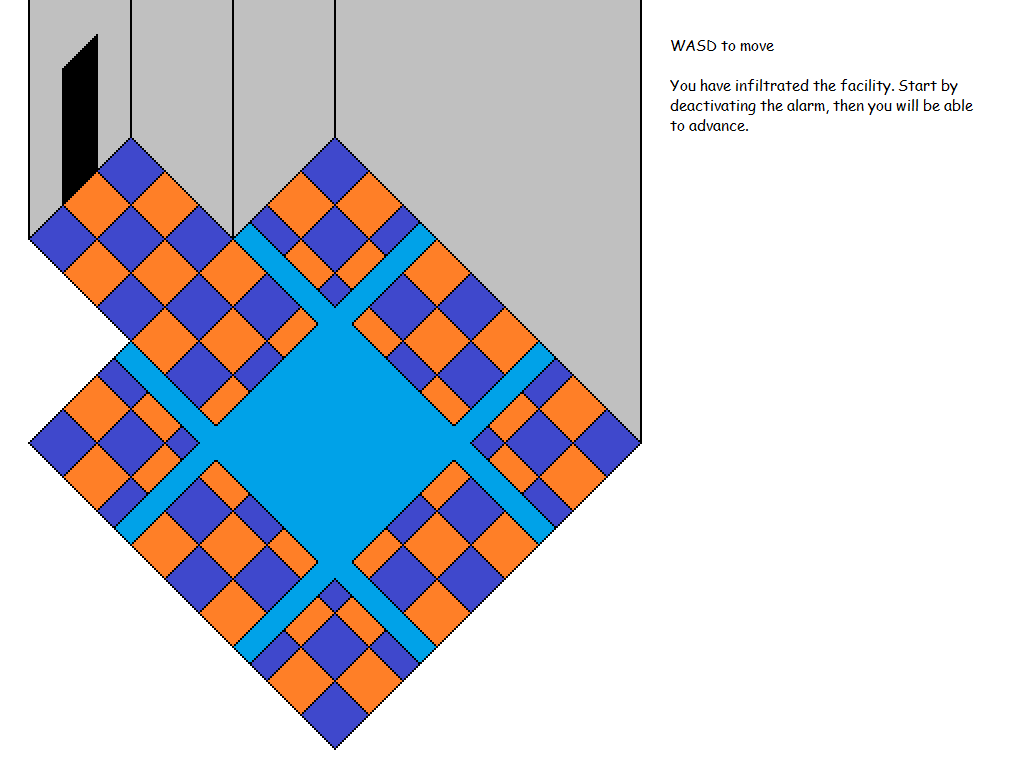 WASD to move
You have infiltrated the facility. Start by
deactivating the alarm, then you will be able
to advance.